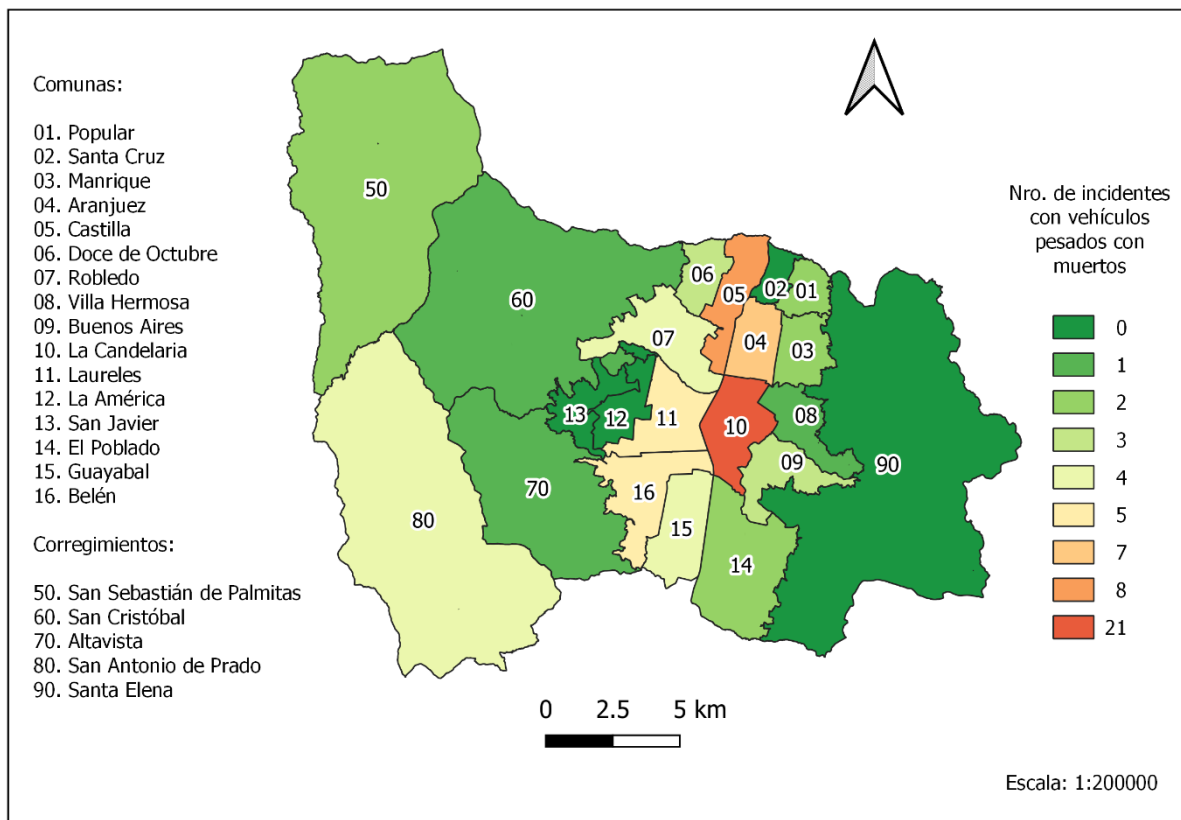 Comunas:
01. Popular
02. Santa Cruz
03. Manrique
04. Aranjuez
05. Castilla
06. Doce de Octubre
07. Robledo
08. Villa Hermosa
09. Buenos Aires
10. La Candelaria
11. Laureles
12. La América
13. San Javier
14. El Poblado
15. Guayabal
16. Belén
Corregimientos:
50. San Sebastián de Palmitas
60. San Cristóbal
70. Altavista
80. San Antonio de Prado
90. Santa Elena
50
60
06
05
02
01
07
04
03
13
12
11
10
08
09
90
70
16
15
14
80
Nro. de incidentes
con vehículos
pesados con
muertos
0
1
2
3
4
5
7
8
21
0 2.5 5 km
Escala: 1:200000